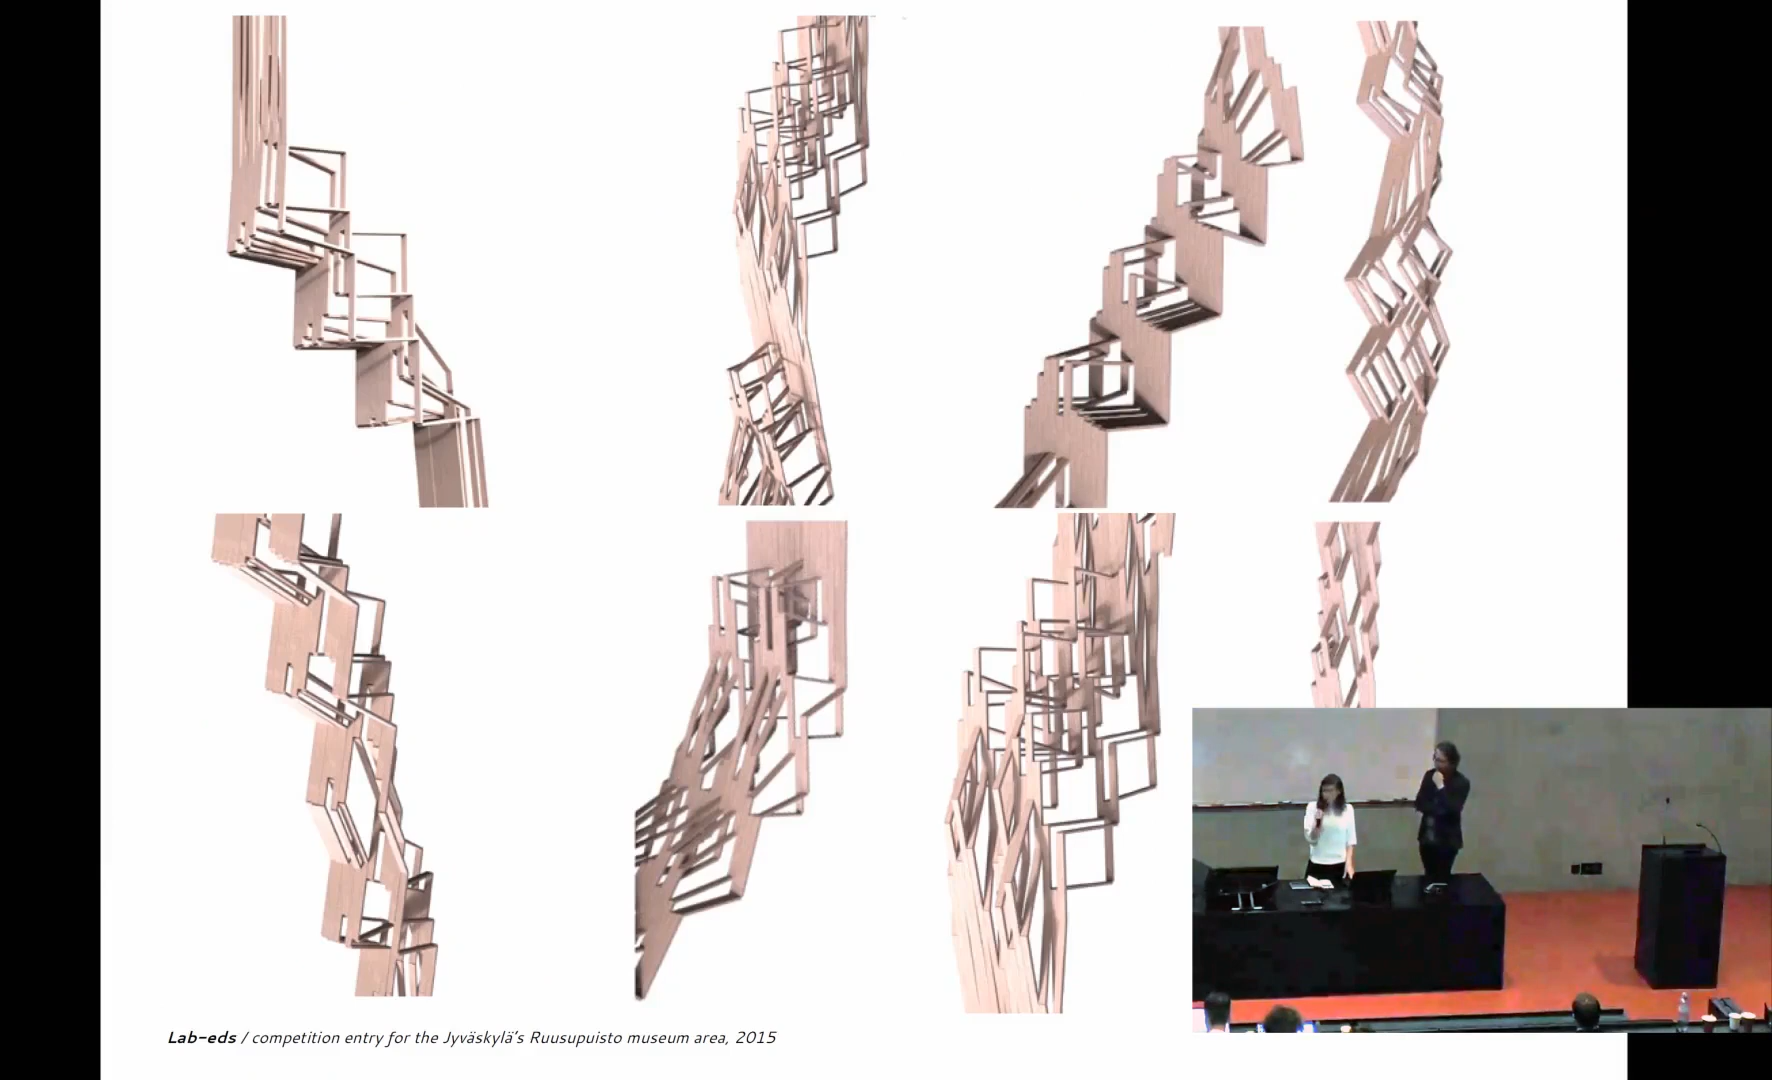 Lab-eds / competition entry for the Jyväskylä's Ruusupuisto museum area, 2015